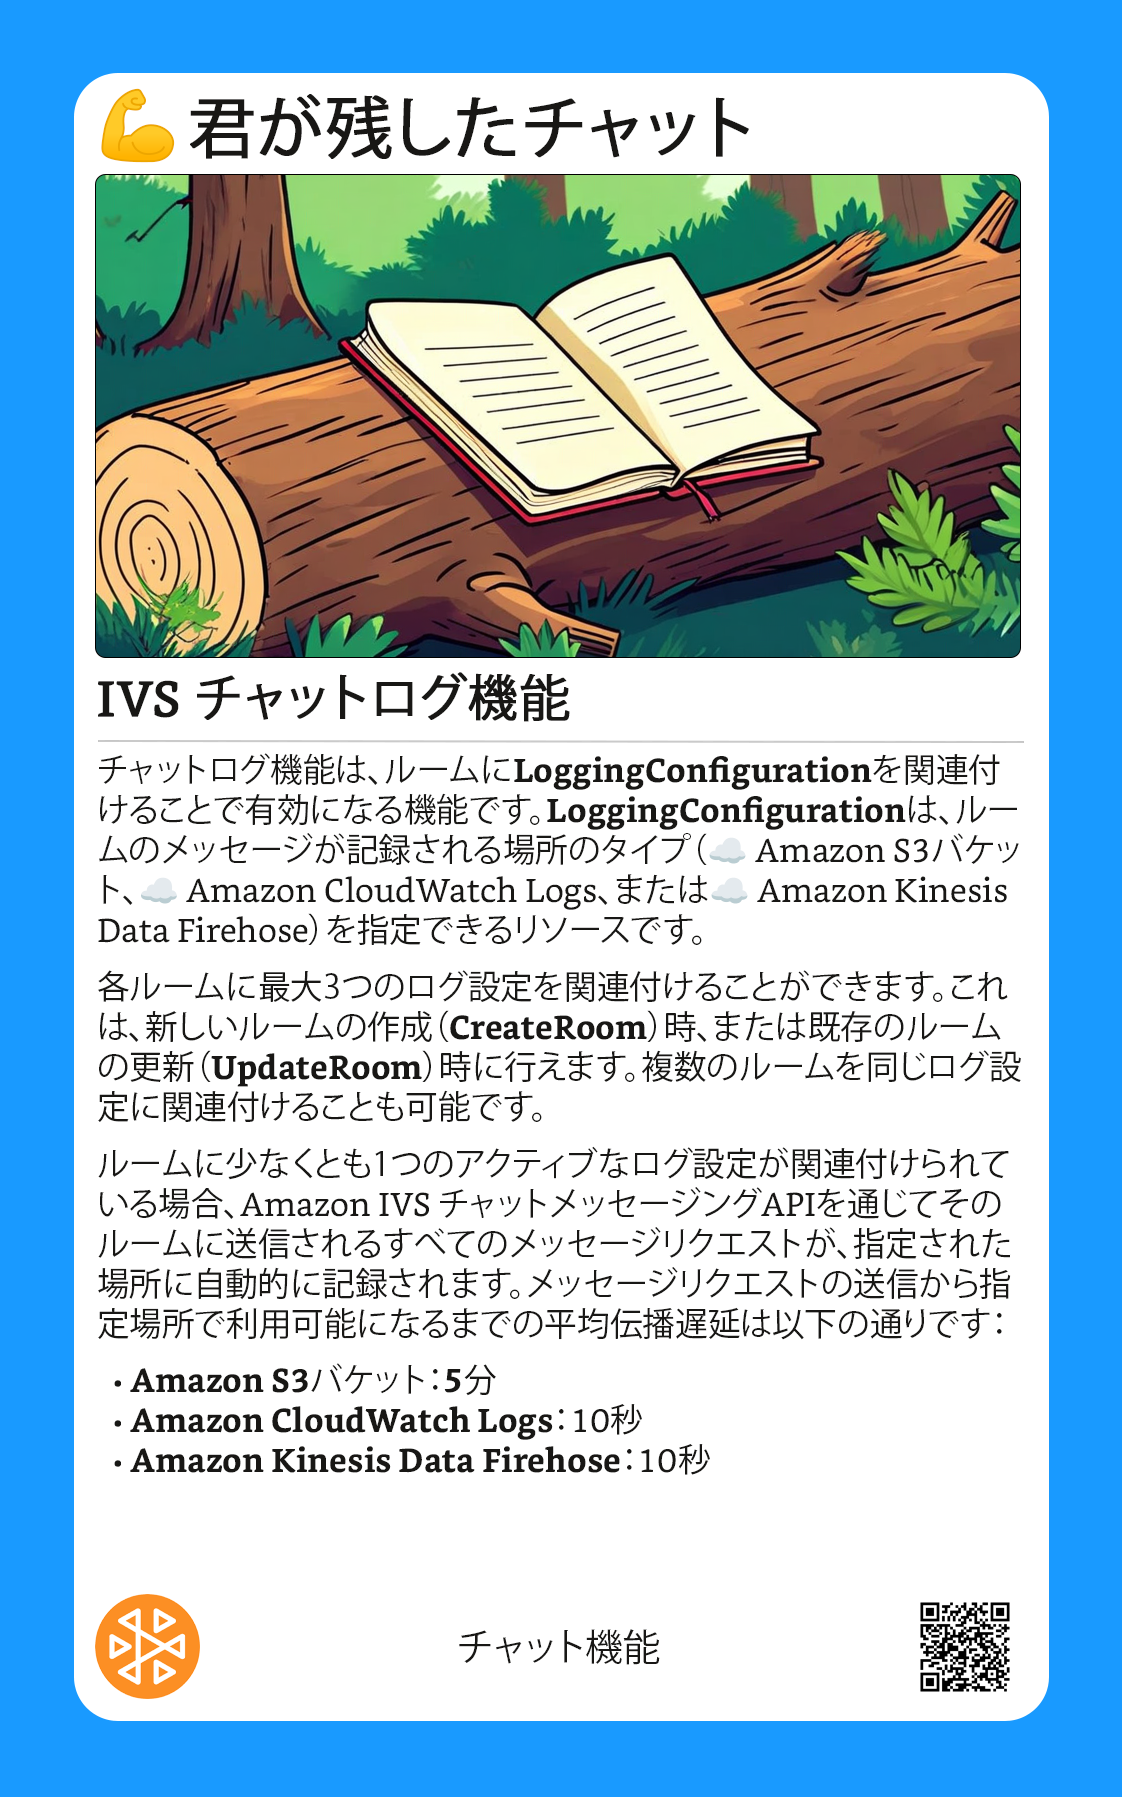 💪君が残したチャット
IVS チャットログ機能
チャットログ機能は、ルームにLoggingConfigurationを関連付
けることで有効になる機能です。LoggingConfigurationは、ルー
ムのメッセージが記録される場所のタイプ（☁️ Amazon S3バケッ
ト、☁️ Amazon CloudWatch Logs、または☁️ Amazon Kinesis
Data Firehose）を指定できるリソースです。
各ルームに最大3つのログ設定を関連付けることができます。これ
は、新しいルームの作成（CreateRoom）時、または既存のルーム
の更新（UpdateRoom）時に行えます。複数のルームを同じログ設
定に関連付けることも可能です。
ルームに少なくとも1つのアクティブなログ設定が関連付けられて
いる場合、Amazon IVS チャットメッセージングAPIを通じてその
ルームに送信されるすべてのメッセージリクエストが、指定された
場所に自動的に記録されます。メッセージリクエストの送信から指
定場所で利用可能になるまでの平均伝播遅延は以下の通りです：
• Amazon S3バケット：5分
• Amazon CloudWatch Logs：10秒
• Amazon Kinesis Data Firehose：10秒
チャット機能